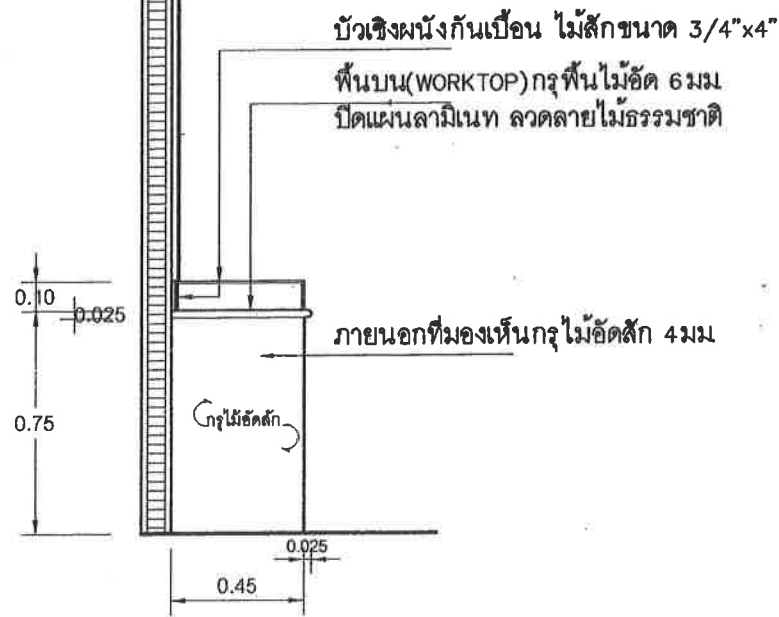 บัวเชิงผนังกันเปื้อน ไม้สักขนาด 3/4"x4"
พื้นบน(WORKTOP)กรุพื้นไม้อัด 6มม.
ปิดแผ่นลามิเนท ลวดลายไม้ธรรมชาติ
0.10
0.025
ภายนอกที่มองเห็นกรุไม้อัดสัก 4มม.
0.75
กรุไม้อัดสัก
0.025
0.45